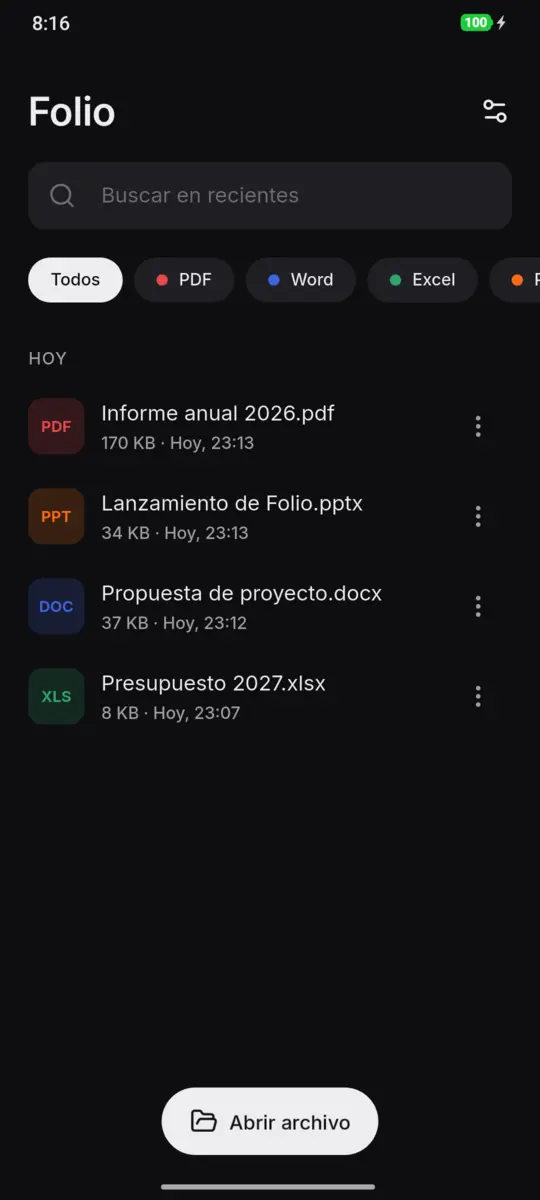 8:16
100
Folio
Buscar en recientes
Todos
PDF
Word
Excel
HOY
PDF
Informe anual 2026.pdf
170 KB · Hoy, 23:13
PPT
Lanzamiento de Folio.pptx
34 KB · Hoy, 23:13
DOC
Propuesta de proyecto.docx
37 KB · Hoy, 23:12
XLS
Presupuesto 2027.xlsx
8 KB · Hoy, 23:07
Abrir archivo